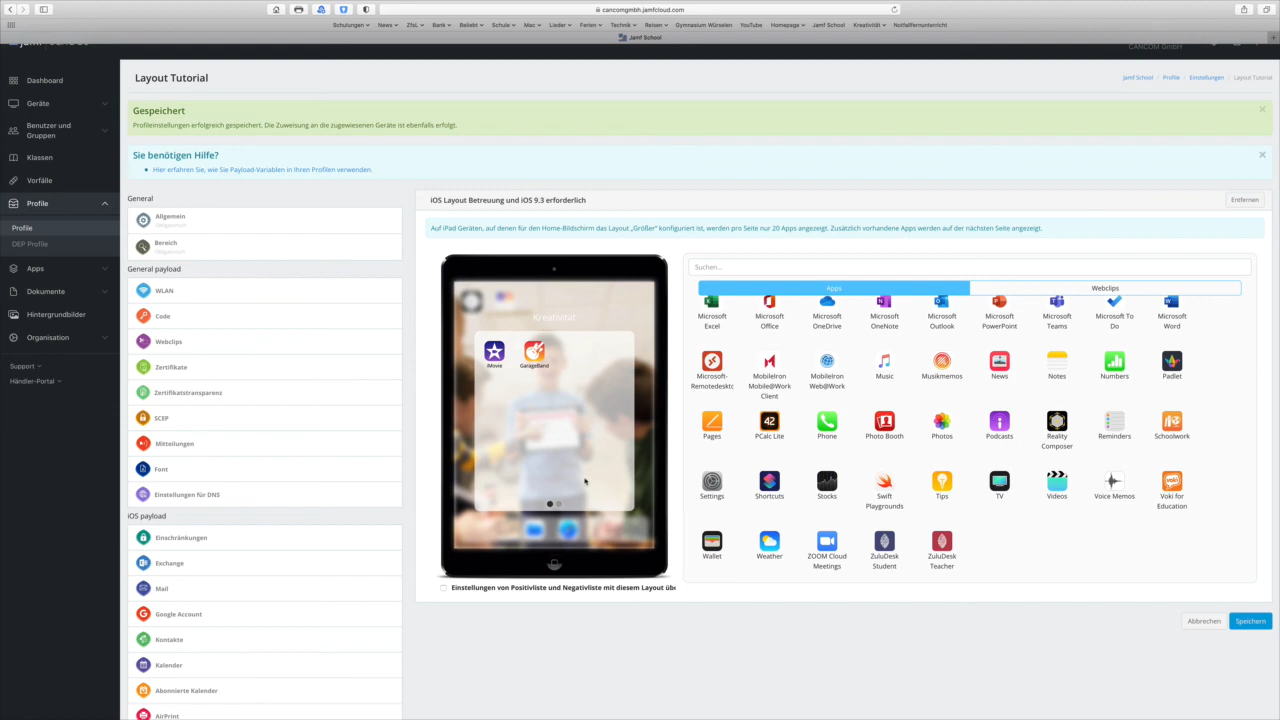 cancomgmbh.jamfcloud.com
Schulungen News ZfsL Bank Beliebt Schule Mac Lieder Ferien Technik Reisen Gymnasium Würselen YouTube Homepage Jamf School Kreativität Notfallfernunterricht
Jamf School
CANCOM GmbH
Dashboard
Geräte
Benutzer und
Gruppen
Klassen
Vorfälle
Profile
Profile
DEP Profile
Apps
Dokumente
Hintergrundbilder
Organisation
Support
Händler-Portal
Layout Tutorial
Jamf School / Profile / Einstellungen / Layout Tutorial
Gespeichert
Profileinstellungen erfolgreich gespeichert. Die Zuweisung an die zugewiesenen Geräte ist ebenfalls erfolgt.
Sie benötigen Hilfe?
Hier erfahren Sie, wie Sie Payload-Variablen in Ihren Profilen verwenden.
General
Allgemein
Obligatorisch
Bereich
Obligatorisch
General payload
WLAN
Code
Webclips
Zertifikate
Zertifikatstransparenz
SCEP
Mitteilungen
Font
Einstellungen für DNS
iOS payload
Einschränkungen
Exchange
Mail
Google Account
Kontakte
Kalender
Abonnierte Kalender
AirPrint
iOS Layout Betreuung und iOS 9.3 erforderlich
Entfernen
Auf iPad Geräten, auf denen für den Home-Bildschirm das Layout „Größer" konfiguriert ist, werden pro Seite nur 20 Apps angezeigt. Zusätzlich vorhandene Apps werden auf der nächsten Seite angezeigt.
Kreativität
iMovie GarageBand
Einstellungen von Positivliste und Negativliste mit diesem Layout übe
Suchen...
Apps Webclips
Microsoft Excel
Microsoft Office
Microsoft OneDrive
Microsoft OneNote
Microsoft Outlook
Microsoft PowerPoint
Microsoft Teams
Microsoft To Do
Microsoft Word
Microsoft-Remotedesktc
MobileIron Mobile@Work Client
MobileIron Web@Work
Music
Musikmemos
News
Notes
Numbers
Padlet
Pages
42
PCalc Lite
Phone
Photo Booth
Photos
Podcasts
Reality Composer
Reminders
Schoolwork
Settings
Shortcuts
Stocks
Swift Playgrounds
Tips
TV
Videos
Voice Memos
Voki for Education
Wallet
Weather
ZOOM Cloud Meetings
ZuluDesk Student
ZuluDesk Teacher
Abbrechen
Speichern